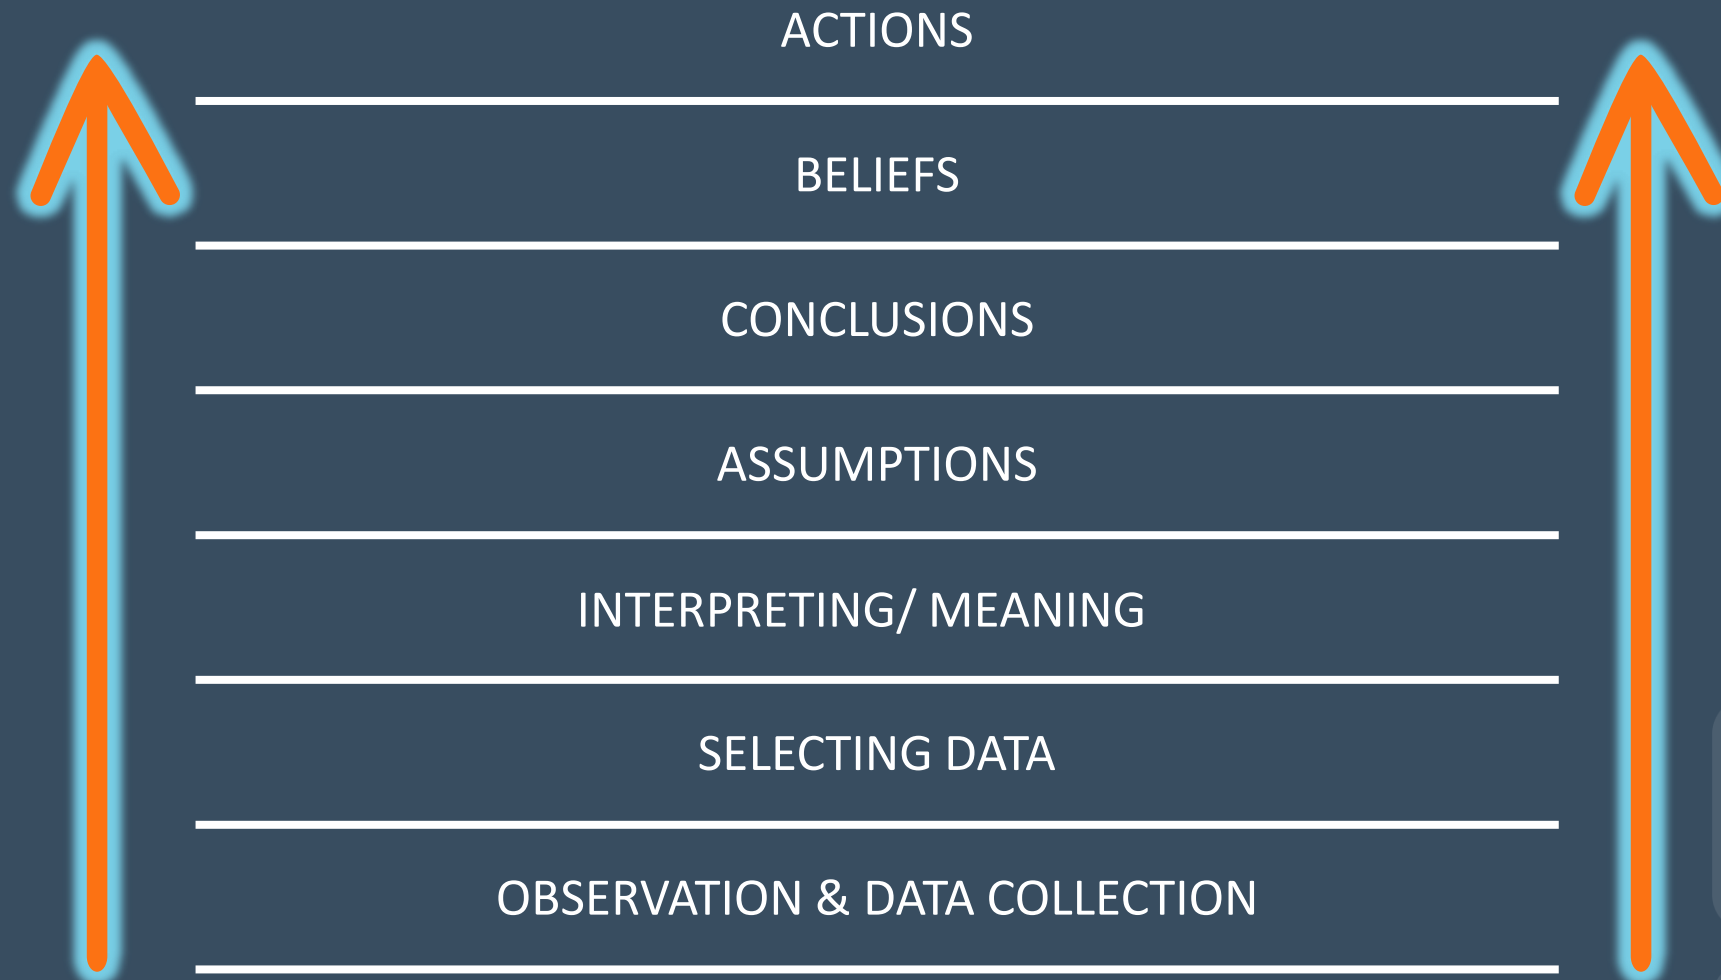 ACTIONS
BELIEFS
CONCLUSIONS
ASSUMPTIONS
INTERPRETING/ MEANING
SELECTING DATA
OBSERVATION & DATA COLLECTION